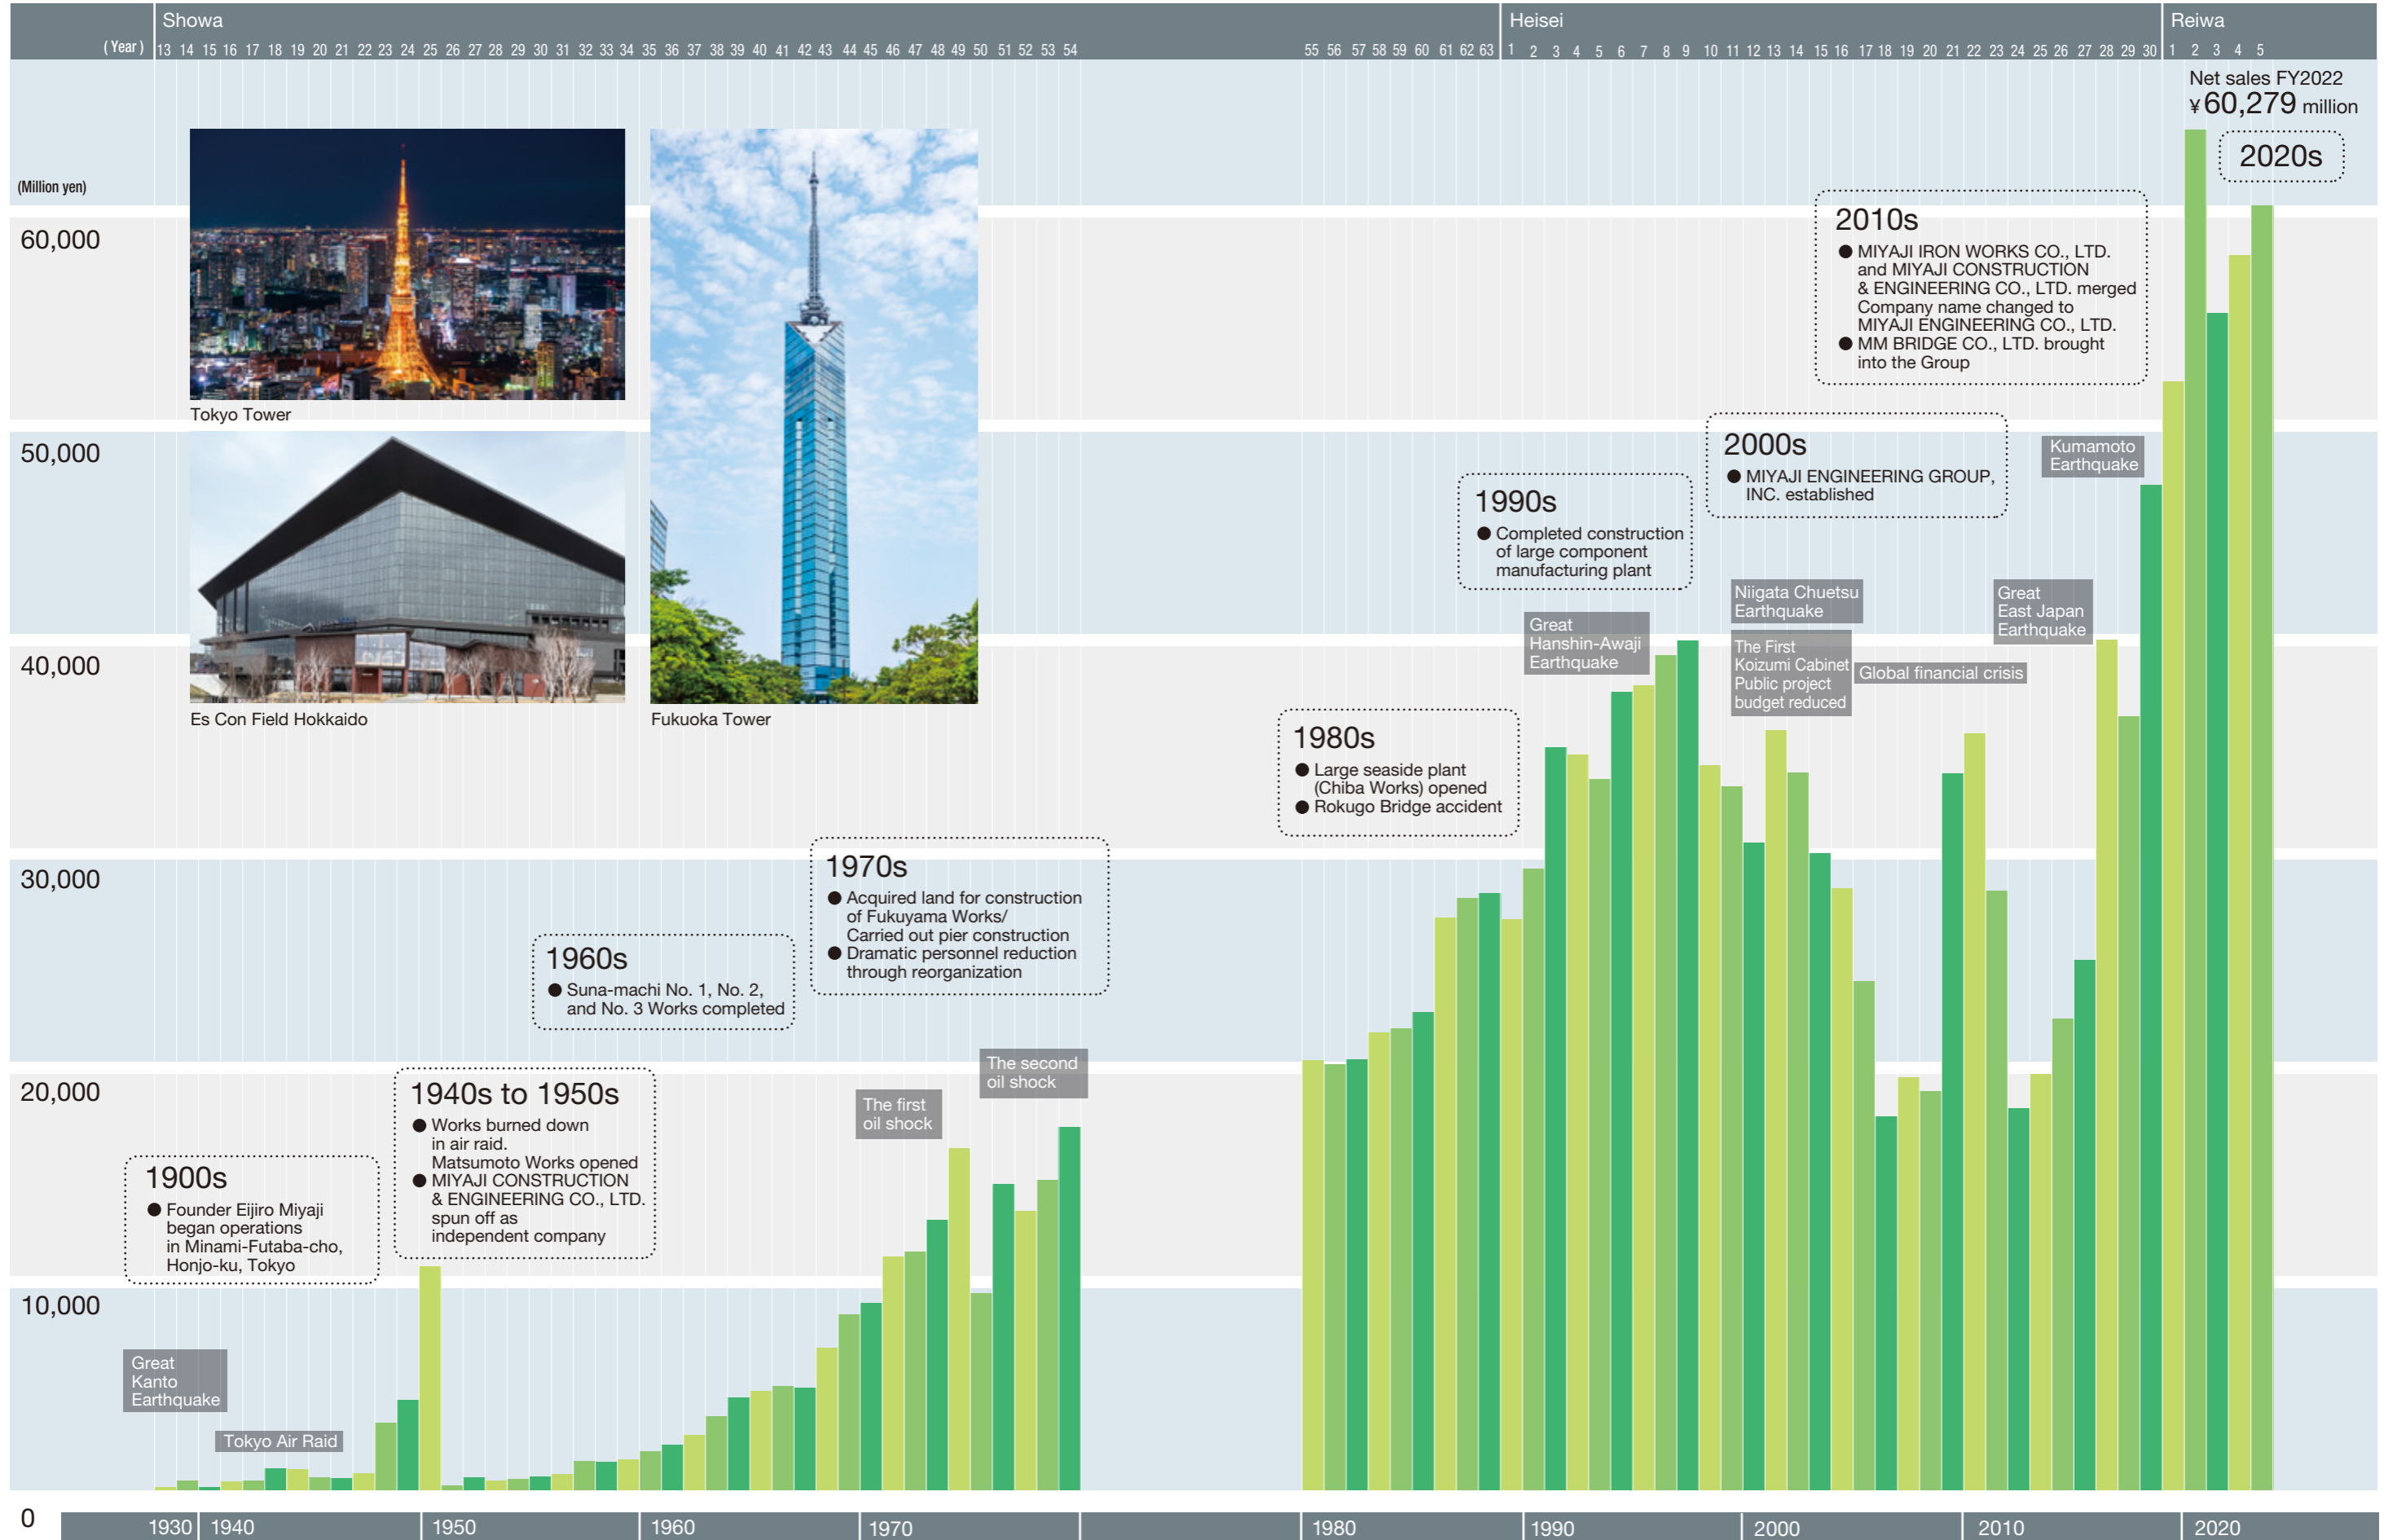 Showa
Heisei
Reiwa
( Year )
13 14 15 16 17 18 19 20 21 22 23 24 25 26 27 28 29 30 31 32 33 34 35 36 37 38 39 40 41 42 43 44 45 46 47 48 49 50 51 52 53 54
55 56 57 58 59 60 61 62 63
1 2 3 4 5 6 7 8 9 10 11 12 13 14 15 16 17 18 19 20 21 22 23 24 25 26 27 28 29 30
1 2 3 4 5
Net sales FY2022
¥60,279 million
2020s
(Million yen)
60,000
50,000
40,000
30,000
20,000
10,000
0
Tokyo Tower
Es Con Field Hokkaido
Fukuoka Tower
1900s
● Founder Eijiro Miyaji
began operations
in Minami-Futaba-cho,
Honjo-ku, Tokyo
Great
Kanto
Earthquake
Tokyo Air Raid
1940s to 1950s
● Works burned down
in air raid.
Matsumoto Works opened
● MIYAJI CONSTRUCTION
& ENGINEERING CO., LTD.
spun off as
independent company
1960s
● Suna-machi No. 1, No. 2,
and No. 3 Works completed
1970s
● Acquired land for construction
of Fukuyama Works/
Carried out pier construction
● Dramatic personnel reduction
through reorganization
The first
oil shock
The second
oil shock
1980s
● Large seaside plant
(Chiba Works) opened
● Rokugo Bridge accident
1990s
● Completed construction
of large component
manufacturing plant
Great
Hanshin-Awaji
Earthquake
2000s
● MIYAJI ENGINEERING GROUP,
INC. established
Niigata Chuetsu
Earthquake
The First
Koizumi Cabinet
Public project
budget reduced
Global financial crisis
2010s
● MIYAJI IRON WORKS CO., LTD.
and MIYAJI CONSTRUCTION
& ENGINEERING CO., LTD. merged
Company name changed to
MIYAJI ENGINEERING CO., LTD.
● MM BRIDGE CO., LTD. brought
into the Group
Great
East Japan
Earthquake
Kumamoto
Earthquake
1930 1940 1950 1960 1970 1980 1990 2000 2010 2020